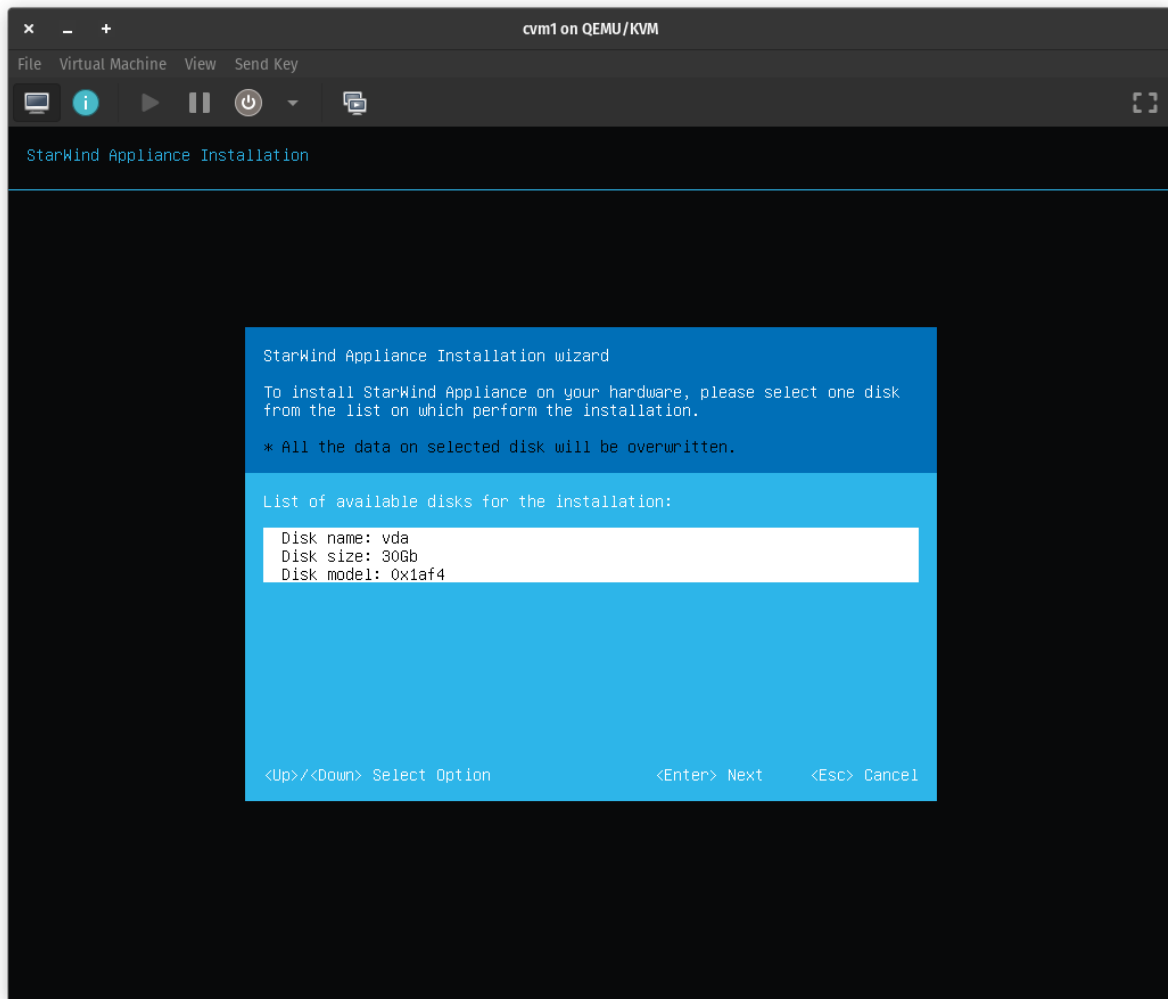 cvm1 on QEMU/KVM
File Virtual Machine View Send Key
StarWind Appliance Installation
StarWind Appliance Installation wizard
To install StarWind Appliance on your hardware, please select one disk
from the list on which perform the installation.
* All the data on selected disk will be overwritten.
List of available disks for the installation:
Disk name: vda
Disk size: 30Gb
Disk model: 0x1af4
<Up>/<Down> Select Option <Enter> Next <Esc> Cancel